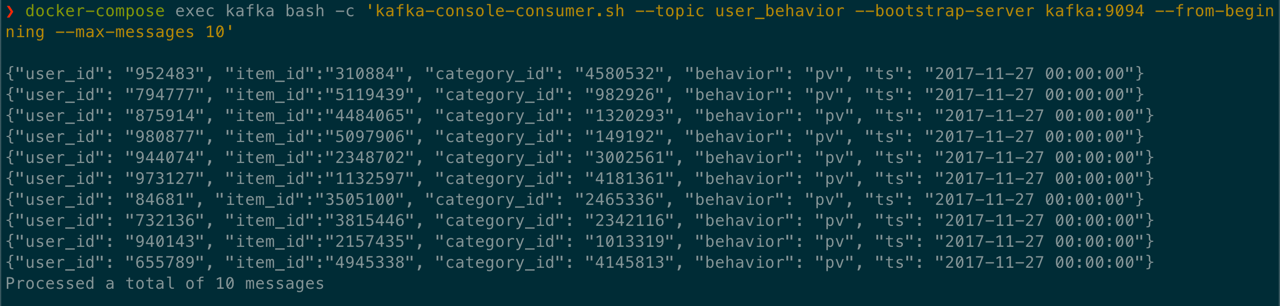 ❯ docker-compose exec kafka bash -c 'kafka-console-consumer.sh --topic user_behavior --bootstrap-server kafka:9094 --from-begin
ning --max-messages 10'
{"user_id": "952483", "item_id":"310884", "category_id": "4580532", "behavior": "pv", "ts": "2017-11-27 00:00:00"}
{"user_id": "794777", "item_id":"5119439", "category_id": "982926", "behavior": "pv", "ts": "2017-11-27 00:00:00"}
{"user_id": "875914", "item_id":"4484065", "category_id": "1320293", "behavior": "pv", "ts": "2017-11-27 00:00:00"}
{"user_id": "980877", "item_id":"5097906", "category_id": "149192", "behavior": "pv", "ts": "2017-11-27 00:00:00"}
{"user_id": "944074", "item_id":"2348702", "category_id": "3002561", "behavior": "pv", "ts": "2017-11-27 00:00:00"}
{"user_id": "973127", "item_id":"1132597", "category_id": "4181361", "behavior": "pv", "ts": "2017-11-27 00:00:00"}
{"user_id": "84681", "item_id":"3505100", "category_id": "2465336", "behavior": "pv", "ts": "2017-11-27 00:00:00"}
{"user_id": "732136", "item_id":"3815446", "category_id": "2342116", "behavior": "pv", "ts": "2017-11-27 00:00:00"}
{"user_id": "940143", "item_id":"2157435", "category_id": "1013319", "behavior": "pv", "ts": "2017-11-27 00:00:00"}
{"user_id": "655789", "item_id":"4945338", "category_id": "4145813", "behavior": "pv", "ts": "2017-11-27 00:00:00"}
Processed a total of 10 messages